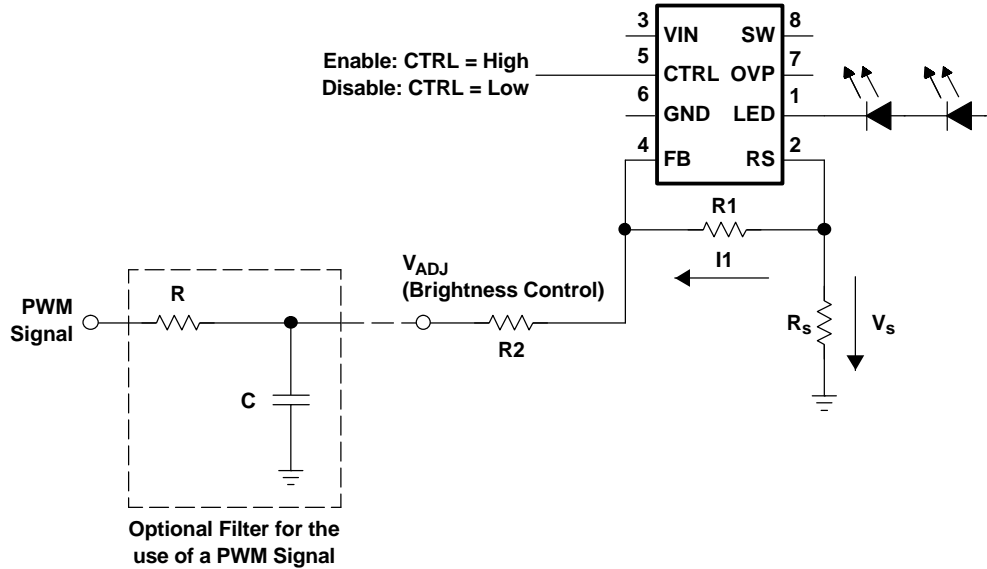 3
VIN
SW
8
Enable: CTRL = High
Disable: CTRL = Low
5
CTRL
OVP
7
6
GND
LED
1
4
FB
RS
2
R1
I1
VADJ
(Brightness Control)
PWM
Signal
R
R2
Rs
Vs
C
Optional Filter for the
use of a PWM Signal